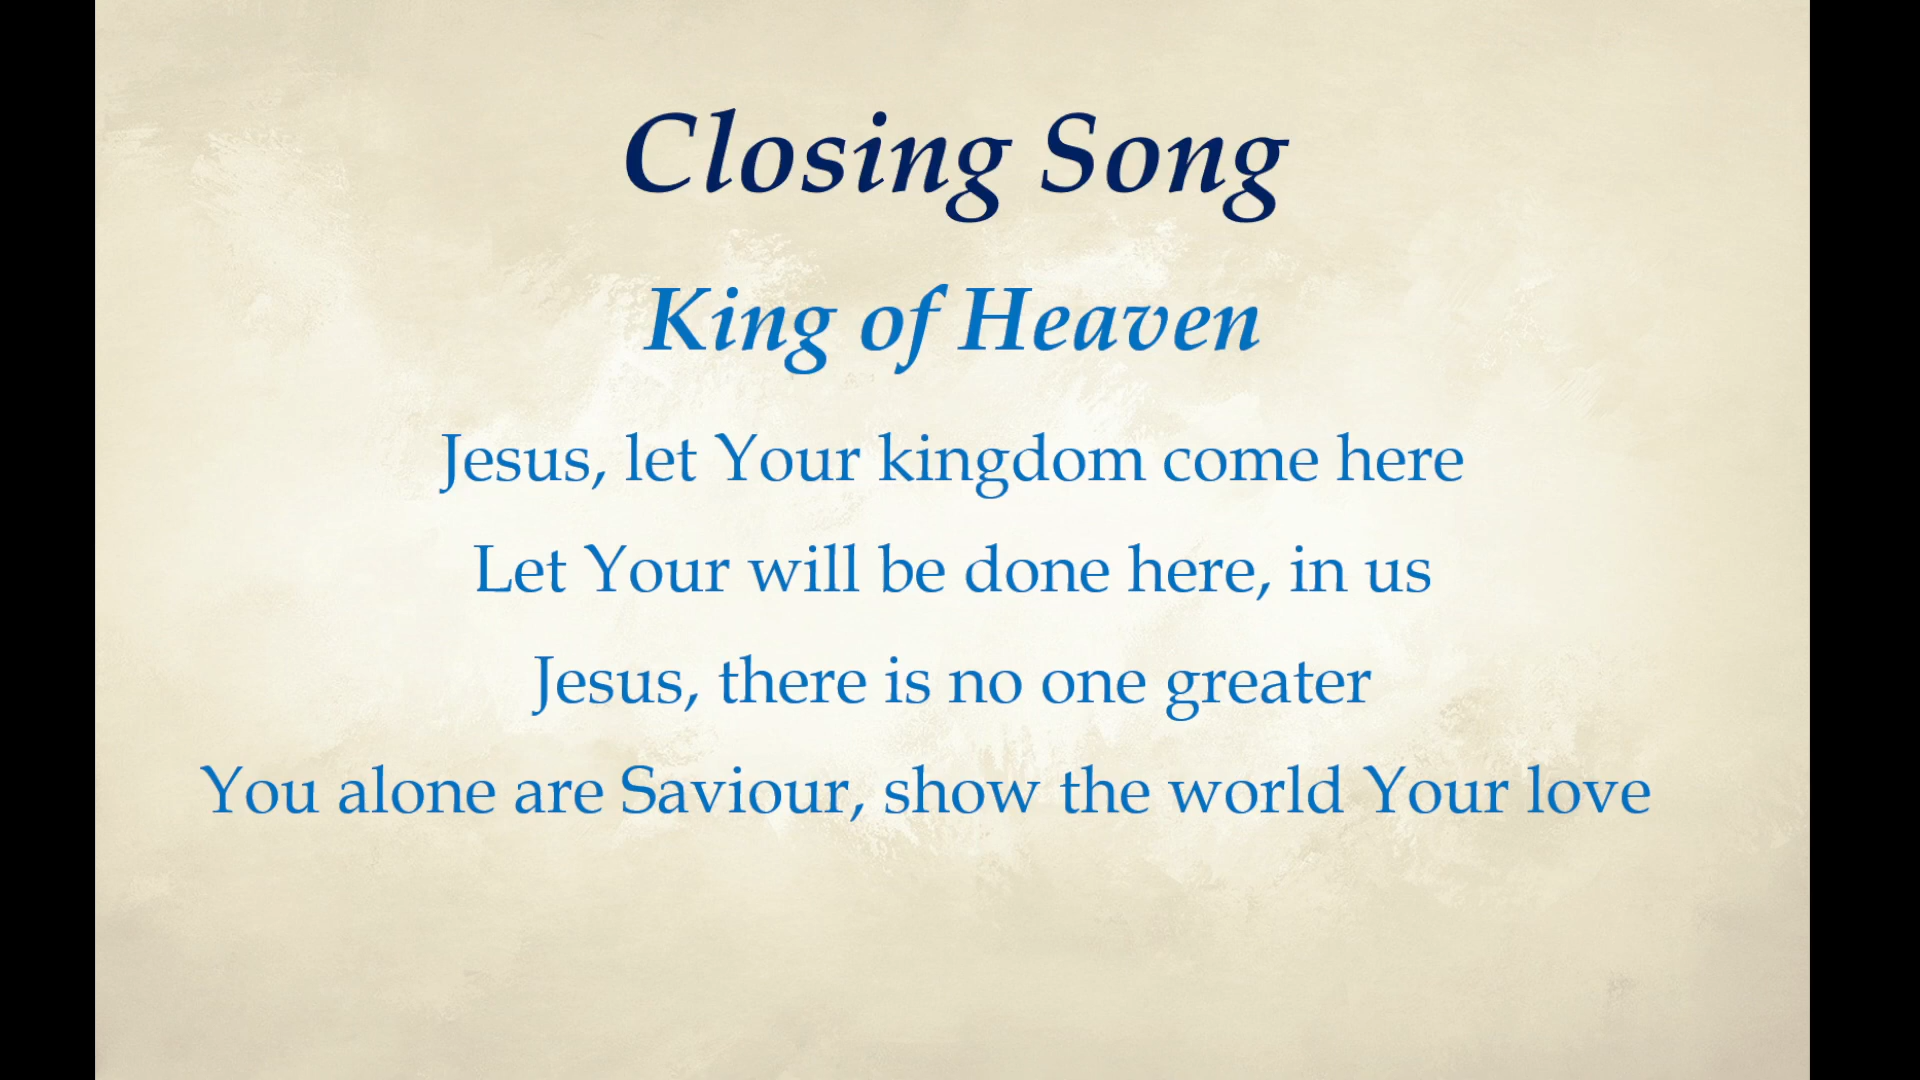 Closing Song
King of Heaven
Jesus, let Your kingdom come here
Let Your will be done here, in us
Jesus, there is no one greater
You alone are Saviour, show the world Your love